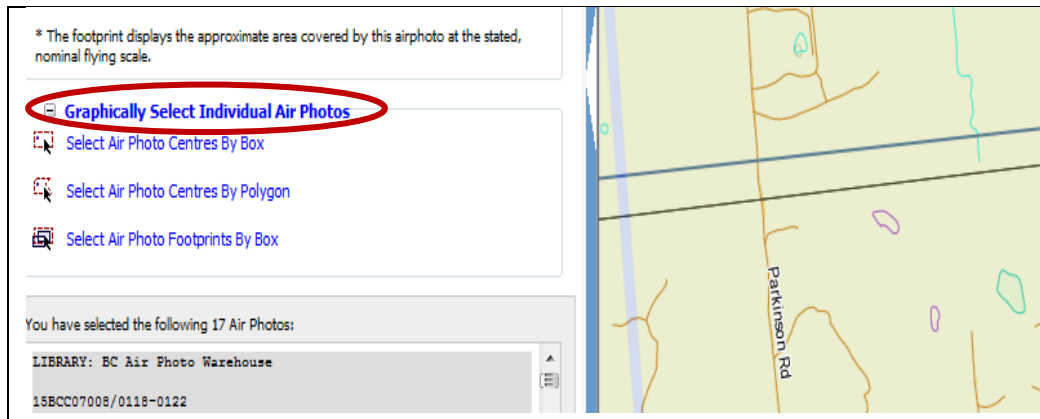 * The footprint displays the approximate area covered by this airphoto at the stated,
nominal flying scale.
Graphically Select Individual Air Photos
Select Air Photo Centres By Box
Select Air Photo Centres By Polygon
Select Air Photo Footprints By Box
You have selected the following 17 Air Photos:
LIBRARY: BC Air Photo Warehouse
15BCC07008/0118-0122
Parkinson Rd